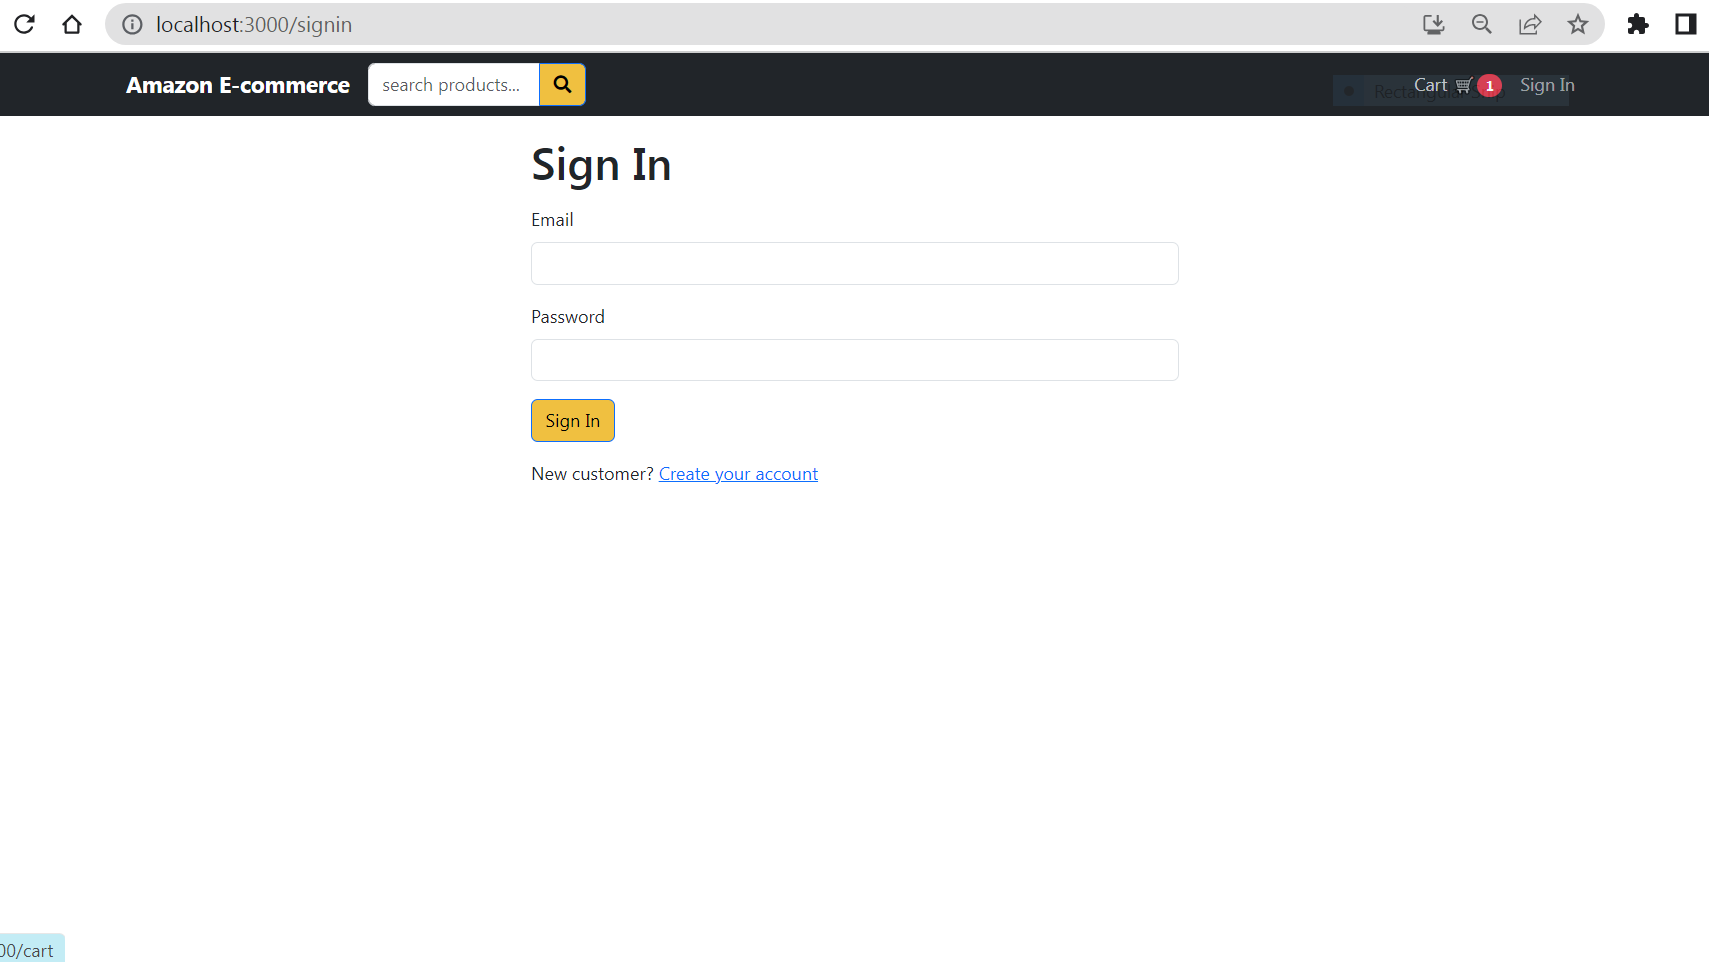 localhost:3000/signin
Amazon E-commerce search products... Cart 1 Sign In
Sign In
Email
Password
Sign In
New customer? Create your account
00/cart